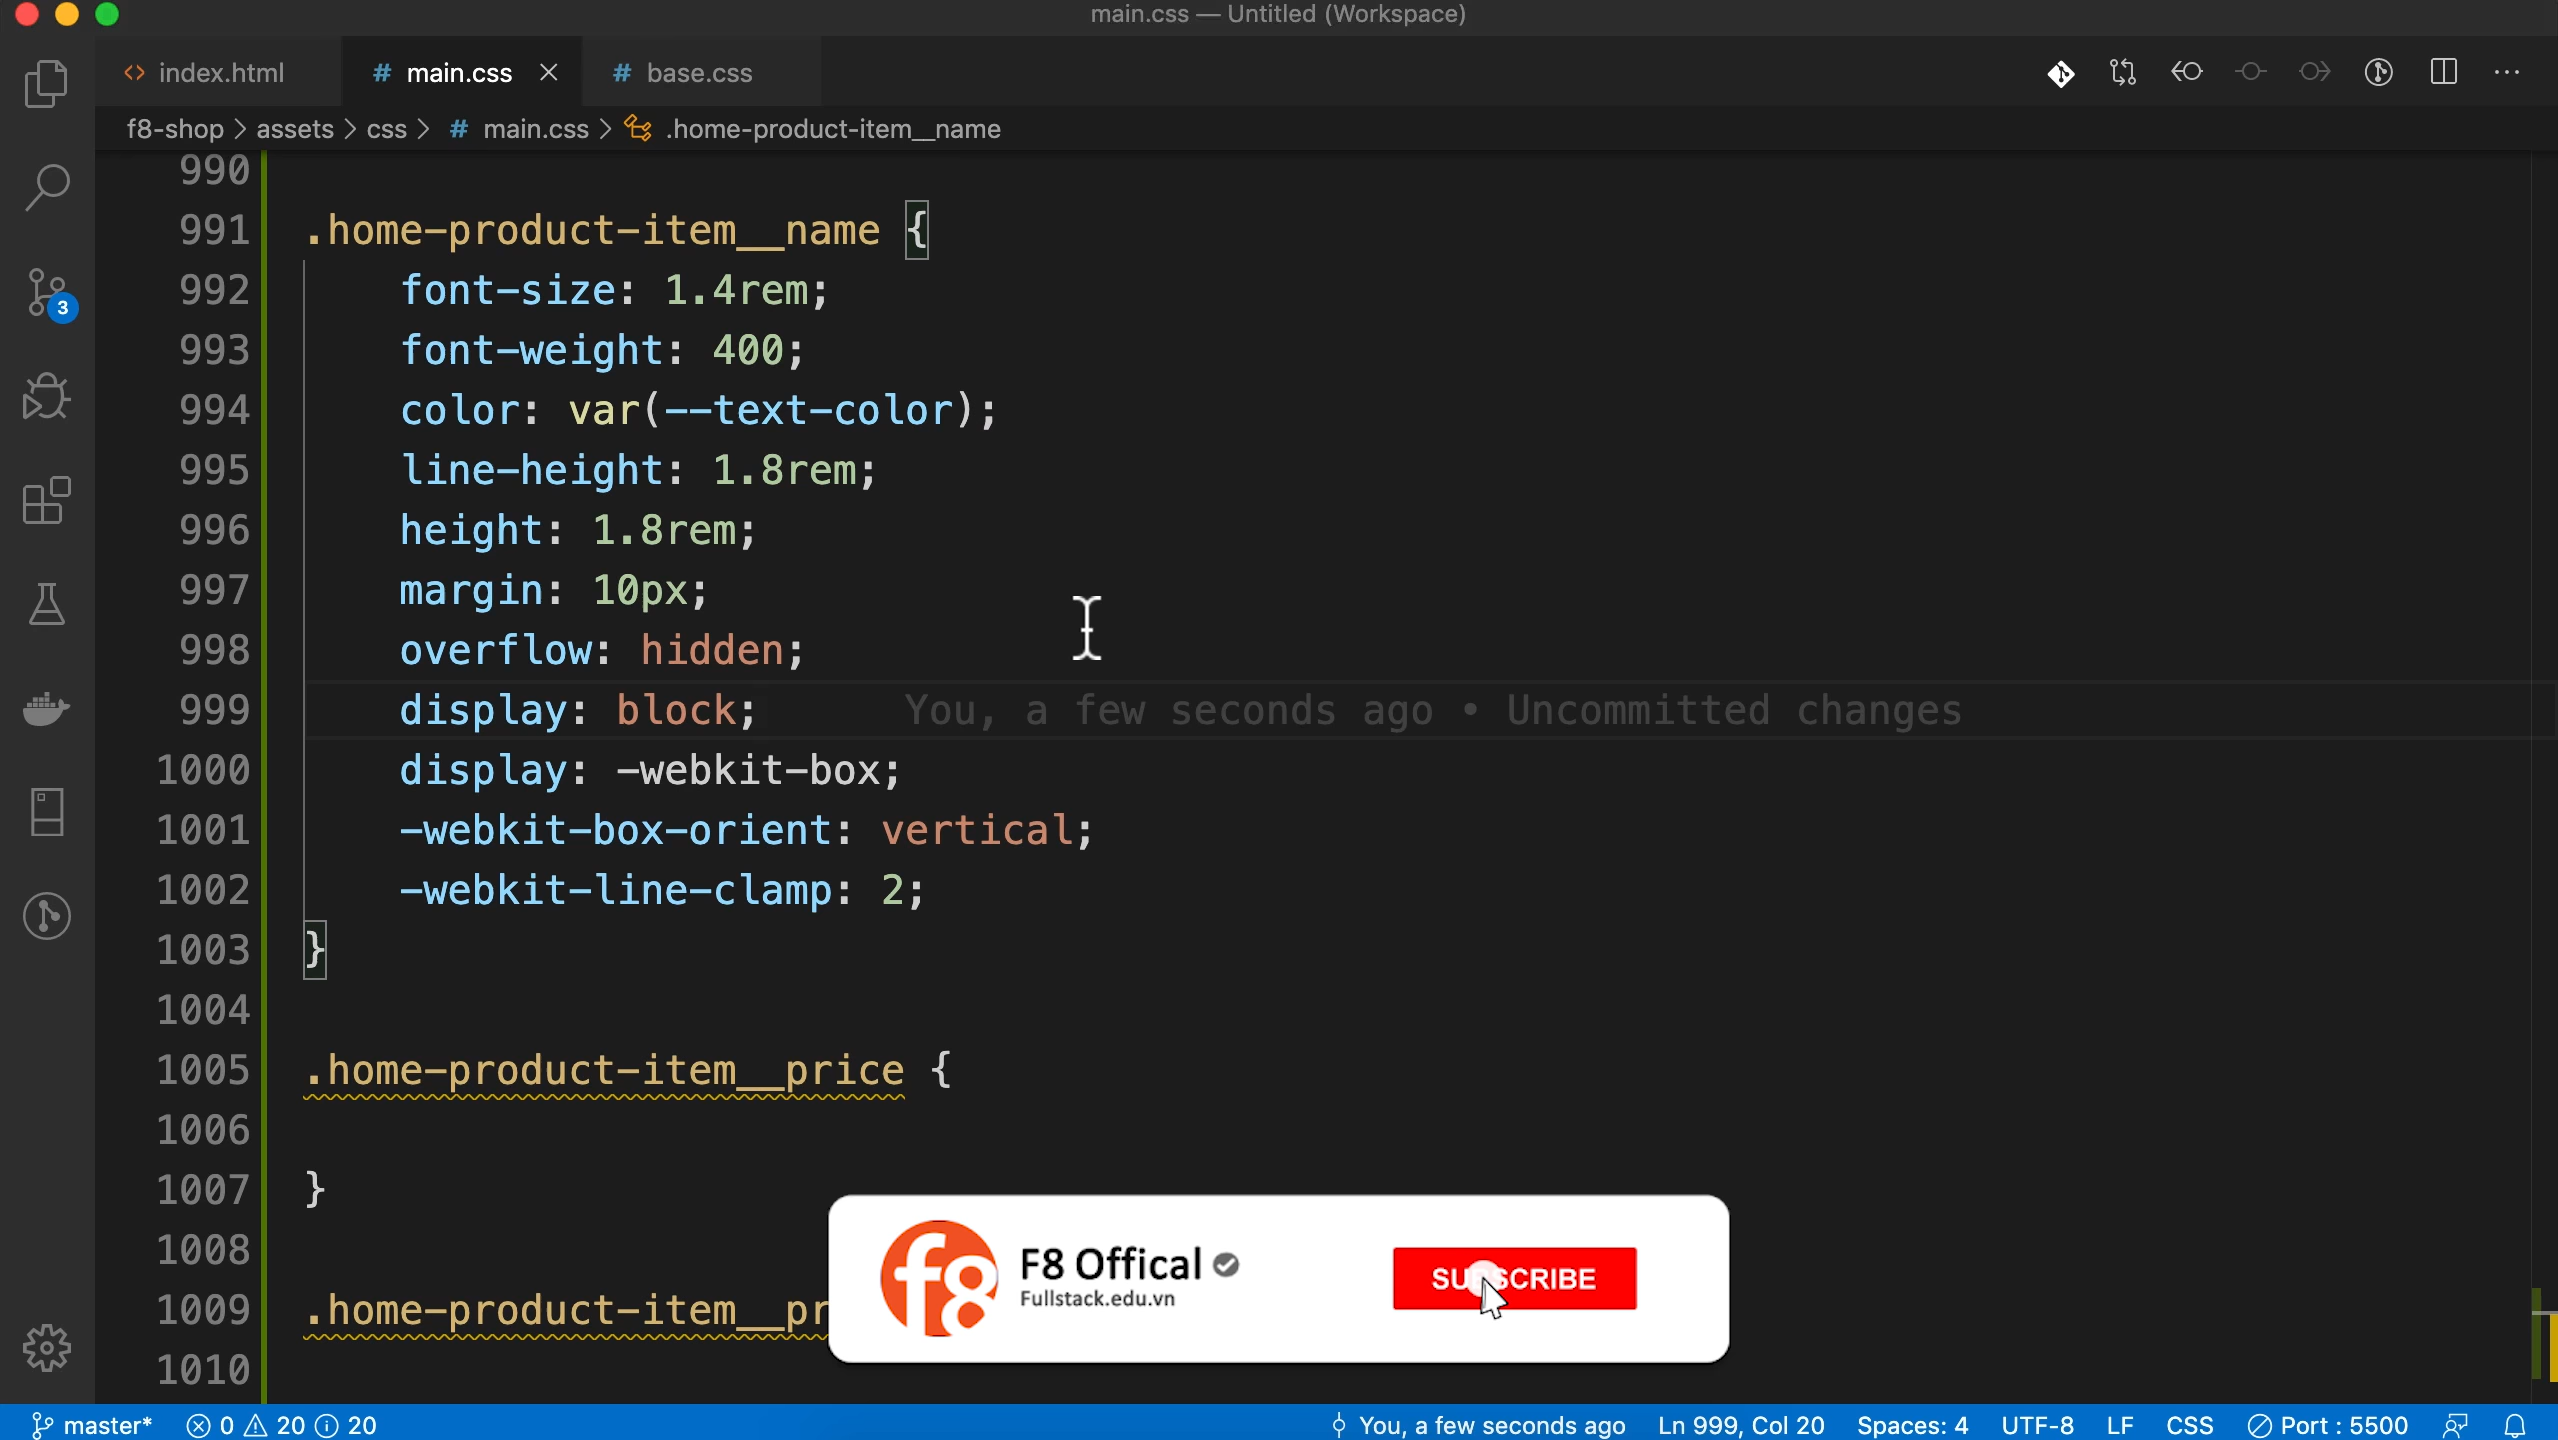 main.css — Untitled (Workspace)
index.html
main.css
base.css
f8-shop > assets > css > # main.css > .home-product-item__name
990
991 .home-product-item__name {
992 font-size: 1.4rem;
993 font-weight: 400;
994 color: var(--text-color);
995 line-height: 1.8rem;
996 height: 1.8rem;
997 margin: 10px;
998 overflow: hidden;
999 display: block; You, a few seconds ago • Uncommitted changes
1000 display: -webkit-box;
1001 -webkit-box-orient: vertical;
1002 -webkit-line-clamp: 2;
1003 }
1004
1005 .home-product-item__price {
1006
1007 }
1008
1009 .home-product-item__pr
1010
3
f8
F8 Offical
Fullstack.edu.vn
SUBSCRIBE
master* 0 20 20 You, a few seconds ago Ln 999, Col 20 Spaces: 4 UTF-8 LF CSS Port : 5500